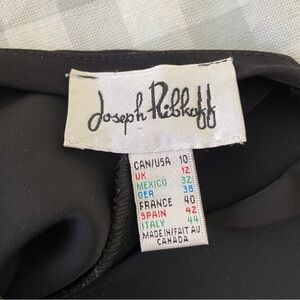 Joseph Ribkoff
CAN/USA 10
UK 12
MEXICO 32
GER 38
FRANCE 40
SPAIN 42
ITALY 44
MADE IN/FAIT AU
CANADA